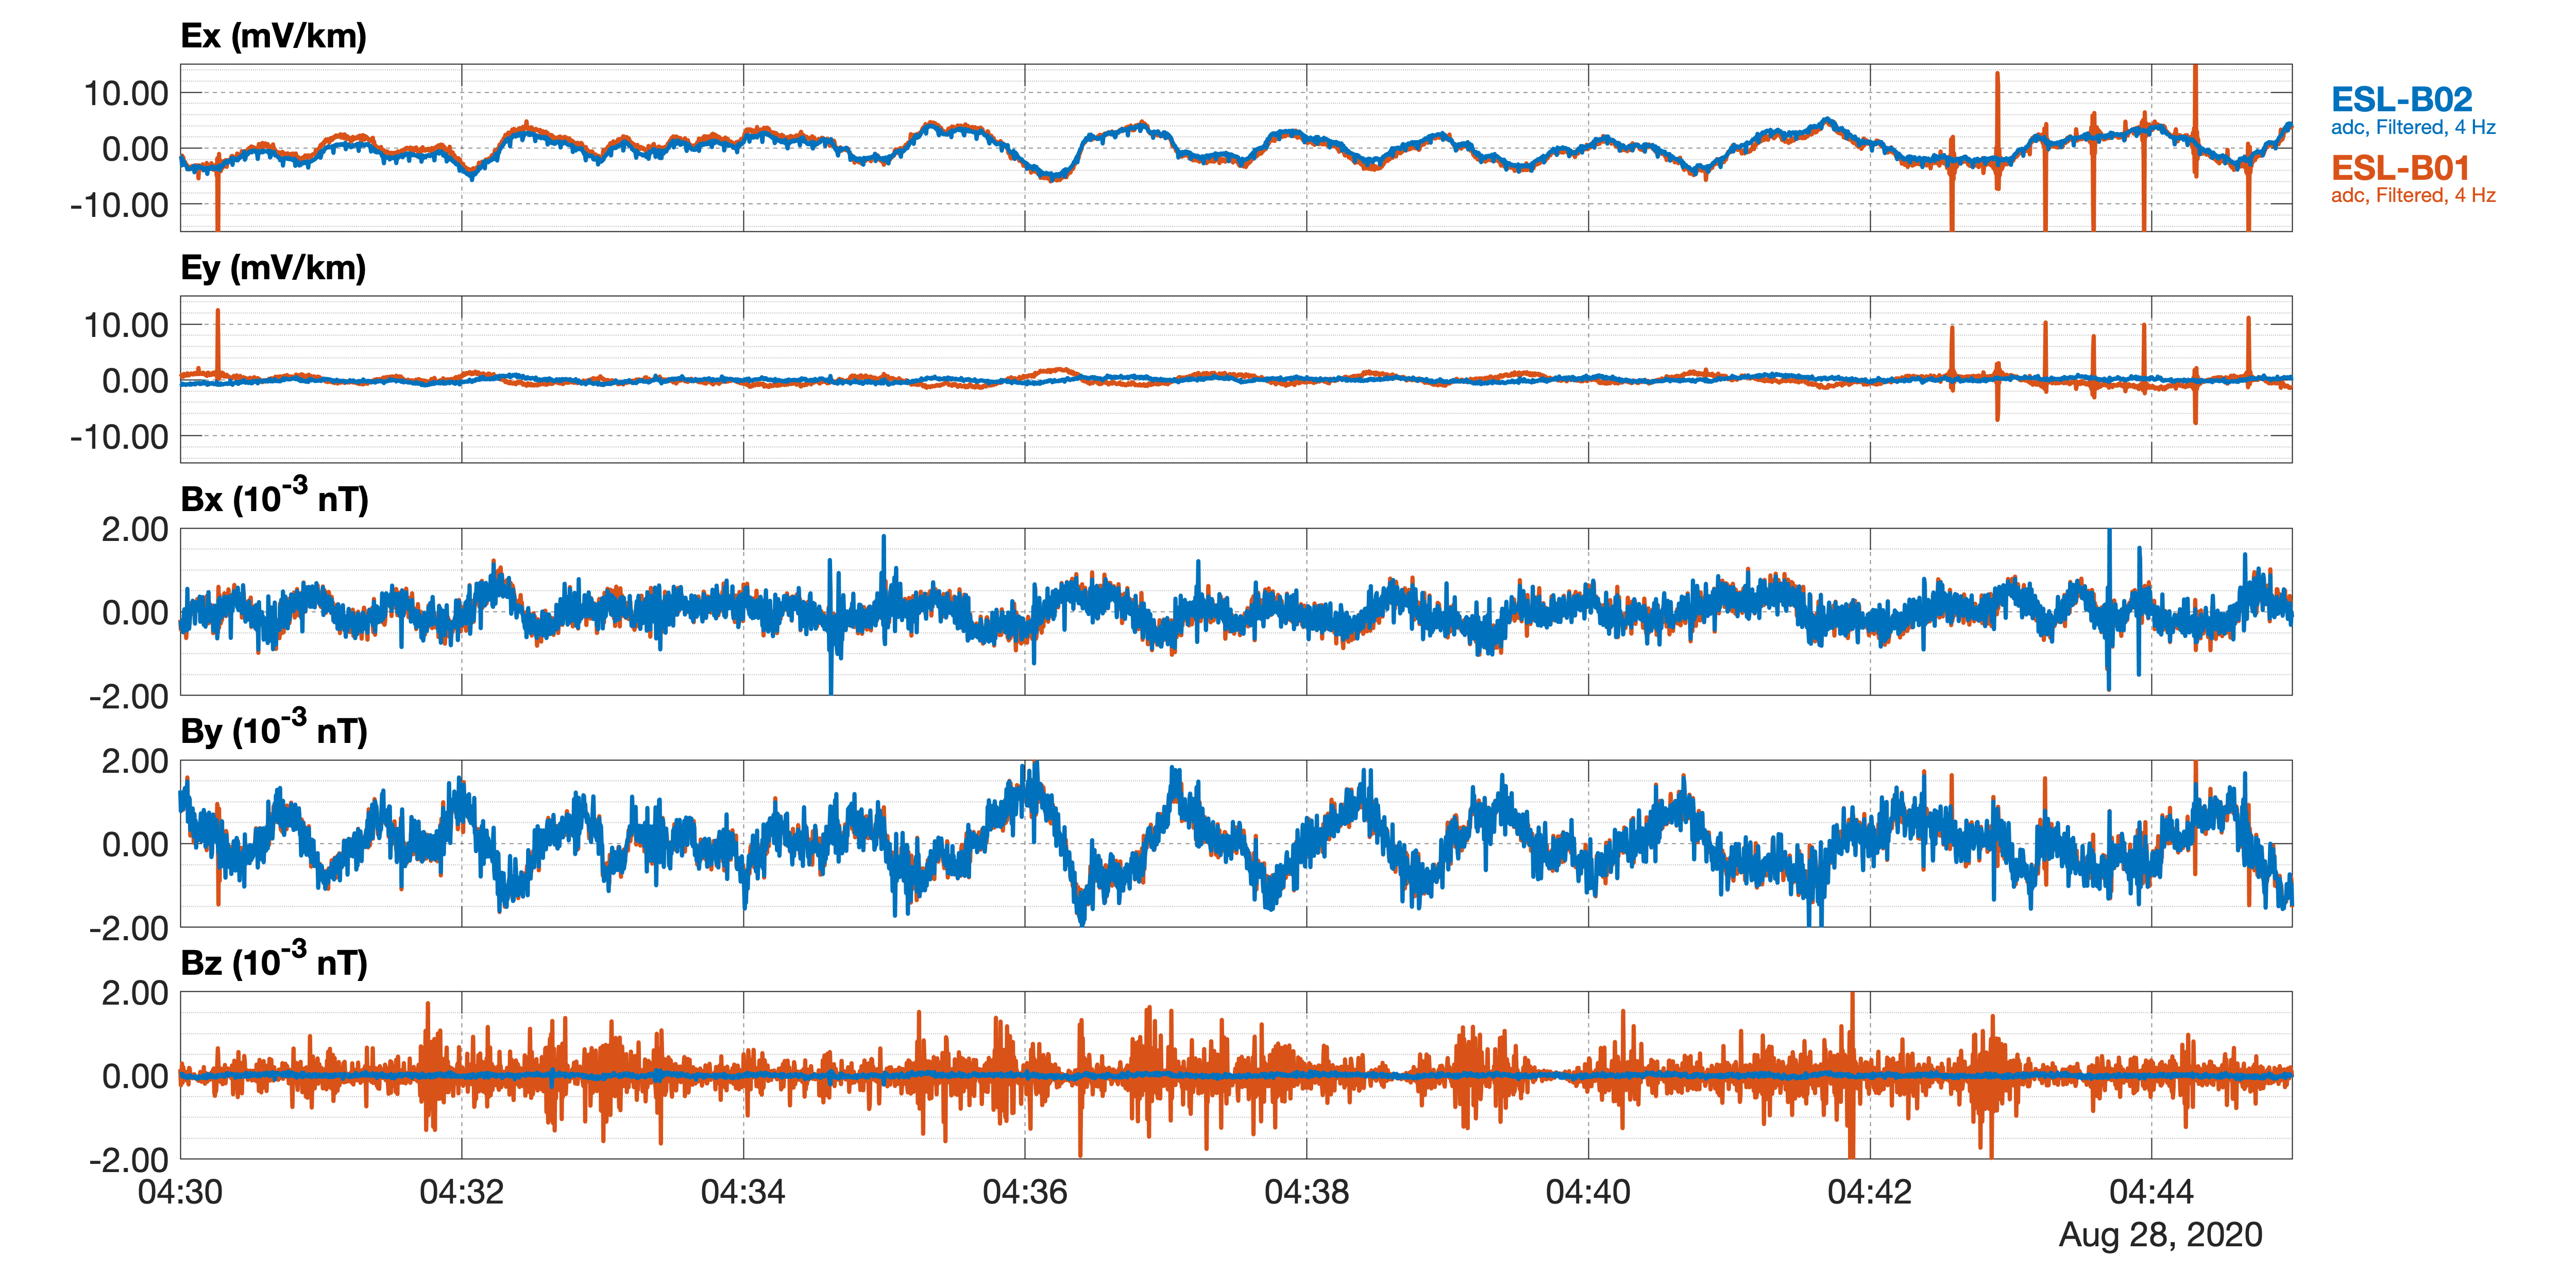 Ex (mV/km)
10.00
0.00
-10.00
ESL-B02
adc, Filtered, 4 Hz
ESL-B01
adc, Filtered, 4 Hz
Ey (mV/km)
10.00
0.00
-10.00
Bx (10⁻³ nT)
2.00
0.00
-2.00
By (10⁻³ nT)
2.00
0.00
-2.00
Bz (10⁻³ nT)
2.00
0.00
-2.00
04:30 04:32 04:34 04:36 04:38 04:40 04:42 04:44
Aug 28, 2020